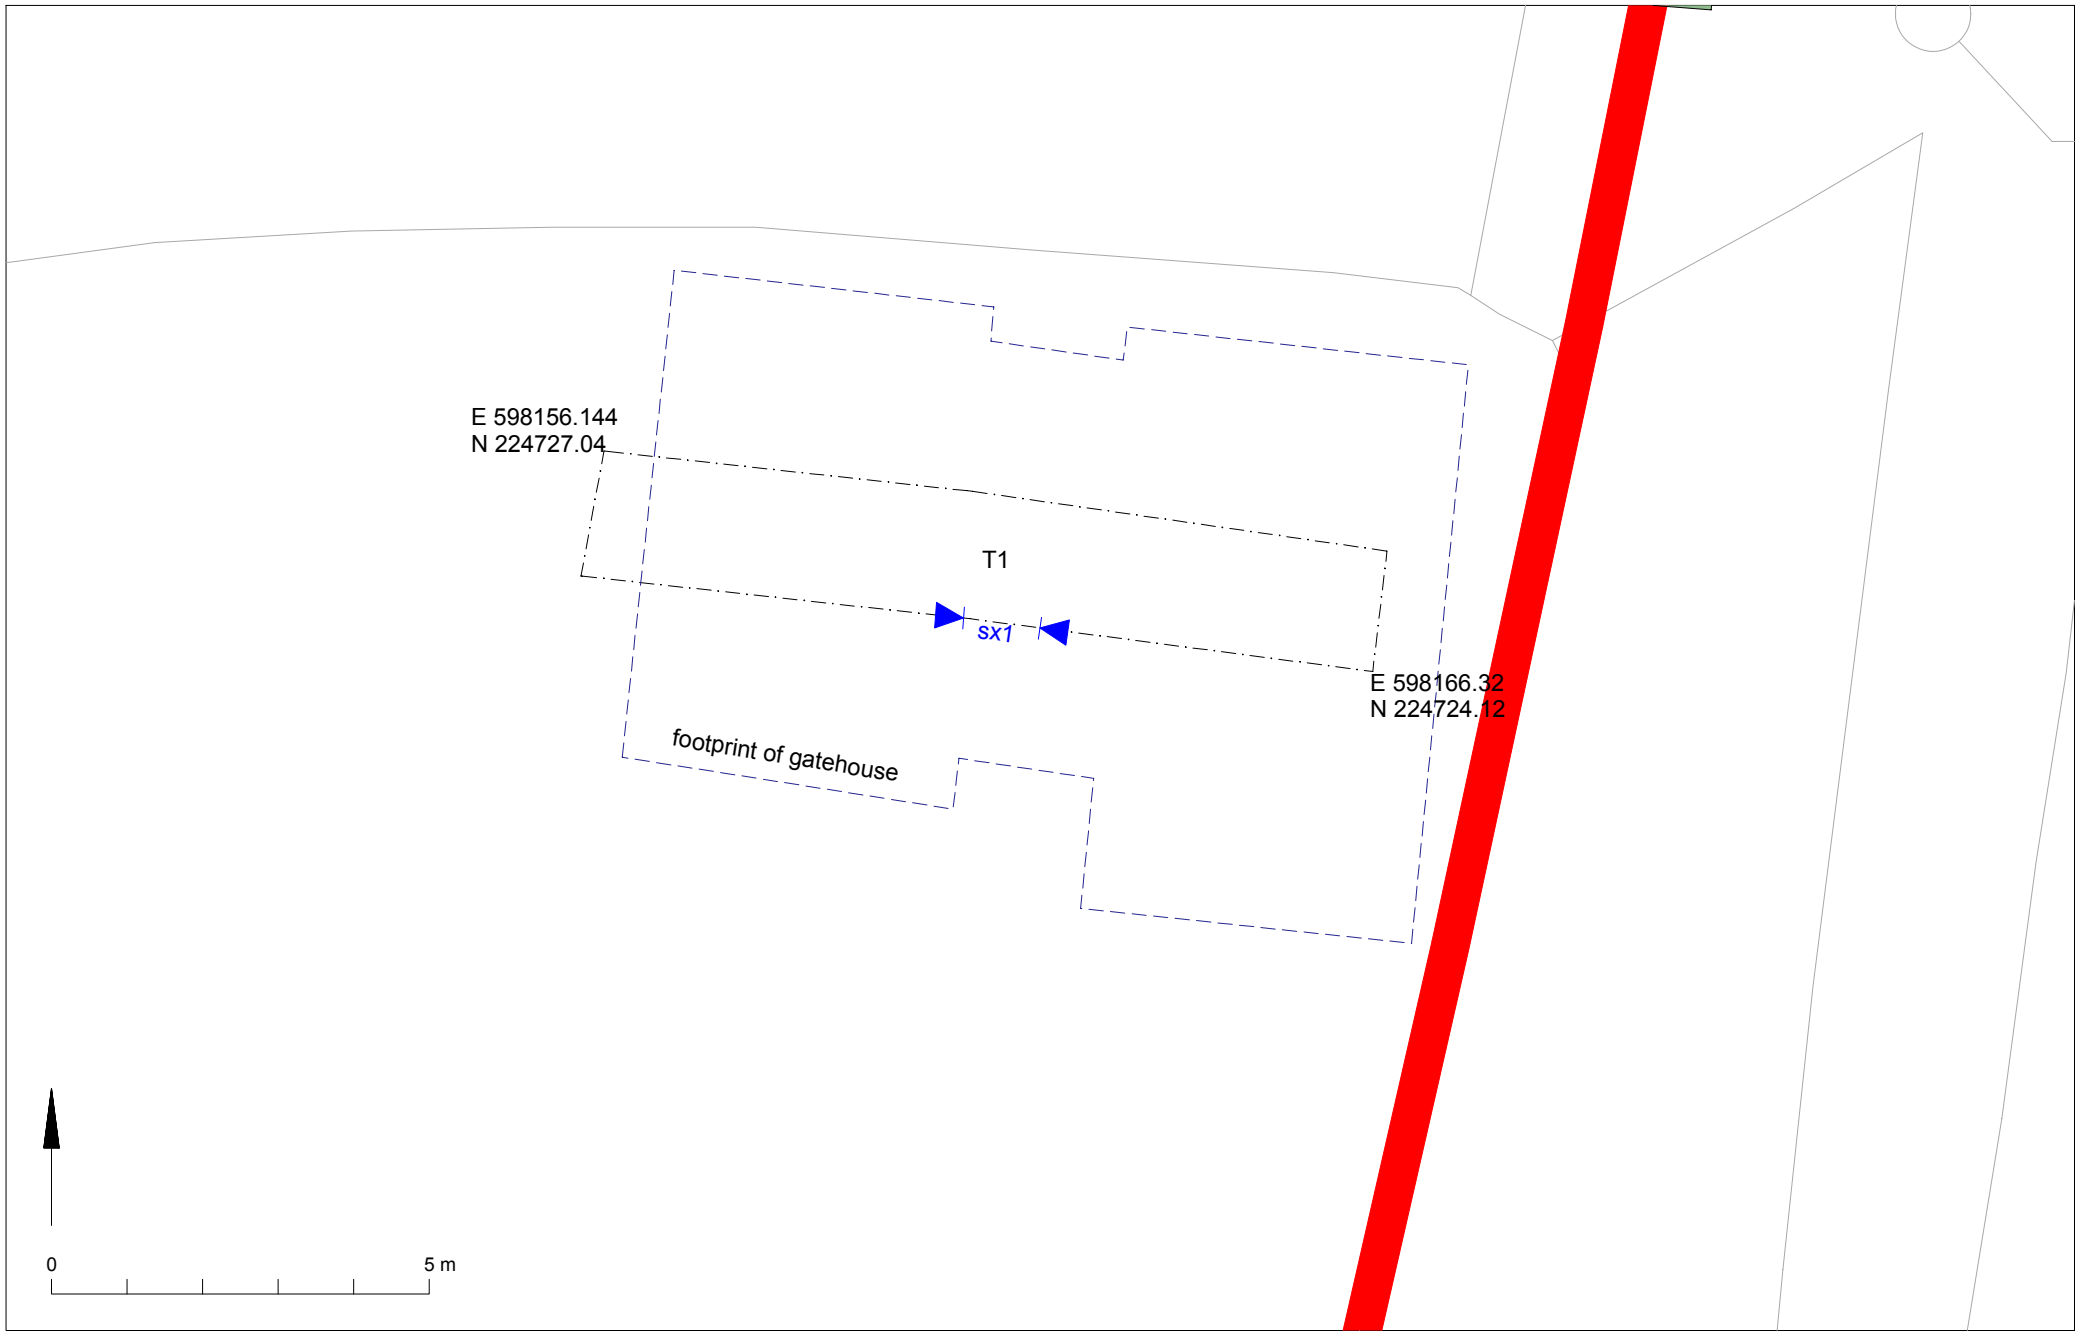 E 598156.144
N 224727.04
T1
sx1
E 598166.32
N 224724.12
footprint of gatehouse
0
5 m